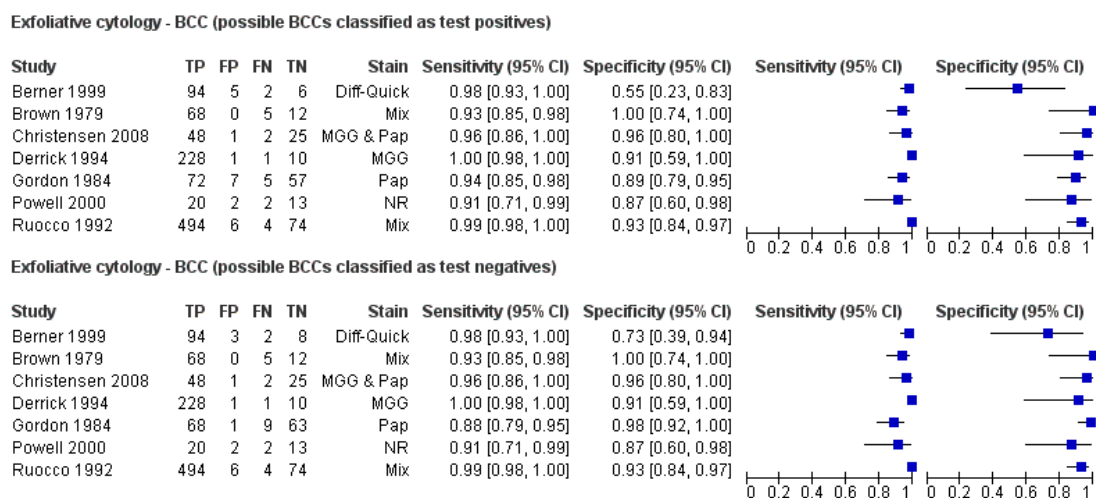 Exfoliative cytology - BCC (possible BCCs classified as test positives)
Study TP FP FN TN Stain Sensitivity (95% CI) Specificity (95% CI) Sensitivity (95% CI) Specificity (95% CI)
Berner 1999 94 5 2 6 Diff-Quick 0.98 [0.93, 1.00] 0.55 [0.23, 0.83]
Brown 1979 68 0 5 12 Mix 0.93 [0.85, 0.98] 1.00 [0.74, 1.00]
Christensen 2008 48 1 2 25 MGG & Pap 0.96 [0.86, 1.00] 0.96 [0.80, 1.00]
Derrick 1994 228 1 1 10 MGG 1.00 [0.98, 1.00] 0.91 [0.59, 1.00]
Gordon 1984 72 7 5 57 Pap 0.94 [0.85, 0.98] 0.89 [0.79, 0.95]
Powell 2000 20 2 2 13 NR 0.91 [0.71, 0.99] 0.87 [0.60, 0.98]
Ruocco 1992 494 6 4 74 Mix 0.99 [0.98, 1.00] 0.93 [0.84, 0.97]
0 0.2 0.4 0.6 0.8 1 0 0.2 0.4 0.6 0.8 1
Exfoliative cytology - BCC (possible BCCs classified as test negatives)
Study TP FP FN TN Stain Sensitivity (95% CI) Specificity (95% CI) Sensitivity (95% CI) Specificity (95% CI)
Berner 1999 94 3 2 8 Diff-Quick 0.98 [0.93, 1.00] 0.73 [0.39, 0.94]
Brown 1979 68 0 5 12 Mix 0.93 [0.85, 0.98] 1.00 [0.74, 1.00]
Christensen 2008 48 1 2 25 MGG & Pap 0.96 [0.86, 1.00] 0.96 [0.80, 1.00]
Derrick 1994 228 1 1 10 MGG 1.00 [0.98, 1.00] 0.91 [0.59, 1.00]
Gordon 1984 68 1 9 63 Pap 0.88 [0.79, 0.95] 0.98 [0.92, 1.00]
Powell 2000 20 2 2 13 NR 0.91 [0.71, 0.99] 0.87 [0.60, 0.98]
Ruocco 1992 494 6 4 74 Mix 0.99 [0.98, 1.00] 0.93 [0.84, 0.97]
0 0.2 0.4 0.6 0.8 1 0 0.2 0.4 0.6 0.8 1